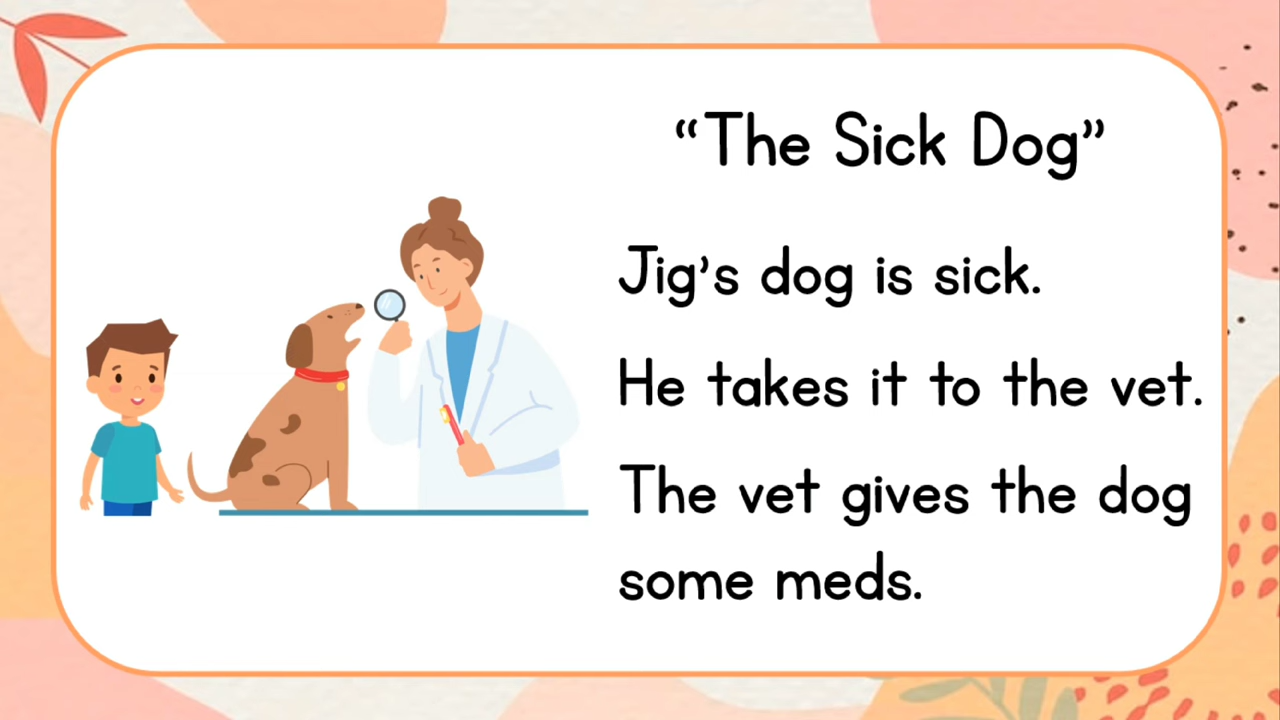 “The Sick Dog”
Jig’s dog is sick.
He takes it to the vet.
The vet gives the dog
some meds.